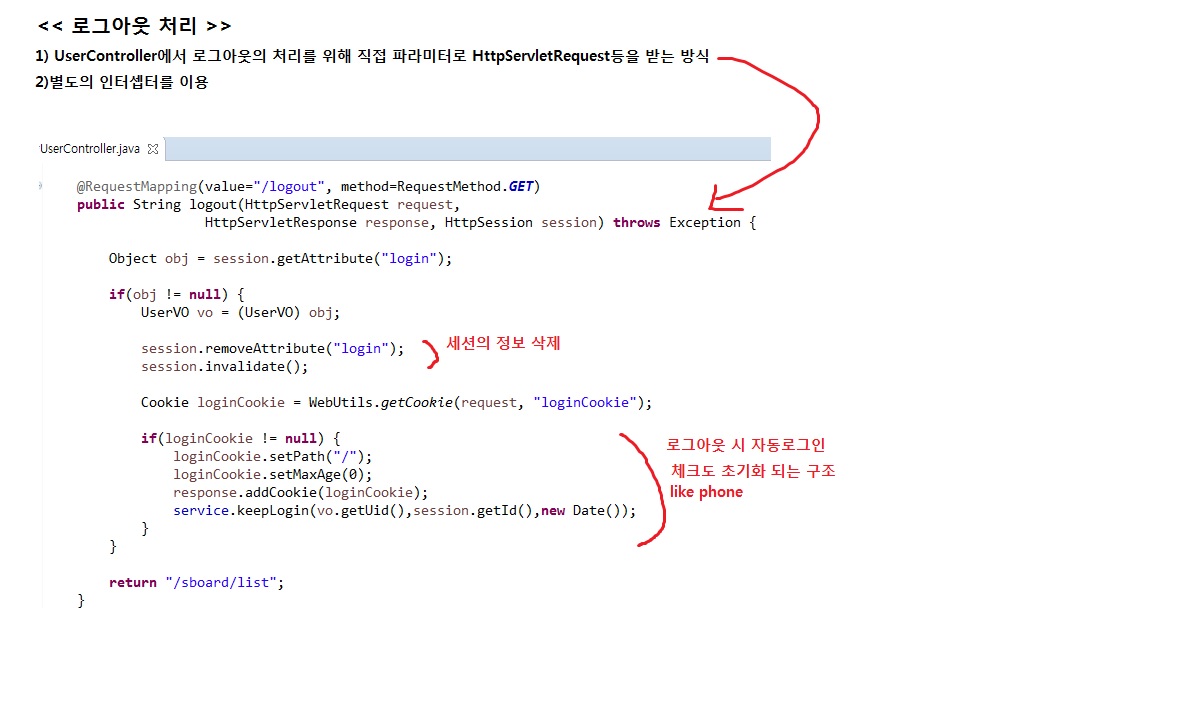 << 로그아웃 처리 >>
1) UserController에서 로그아웃의 처리를 위해 직접 파라미터로 HttpServletRequest등을 받는 방식
2)별도의 인터셉터를 이용
UserController.java
@RequestMapping(value="/logout", method=RequestMethod.GET)
public String logout(HttpServletRequest request,
HttpServletResponse response, HttpSession session) throws Exception {
Object obj = session.getAttribute("login");
if(obj != null) {
UserVO vo = (UserVO) obj;
session.removeAttribute("login");
세션의 정보 삭제
session.invalidate();
Cookie loginCookie = WebUtils.getCookie(request, "loginCookie");
if(loginCookie != null) {
로그아웃 시 자동로그인
loginCookie.setPath("/");
체크도 초기화 되는 구조
loginCookie.setMaxAge(0);
like phone
response.addCookie(loginCookie);
service.keepLogin(vo.getUid(),session.getId(),new Date());
}
}
return "/sboard/list";
}